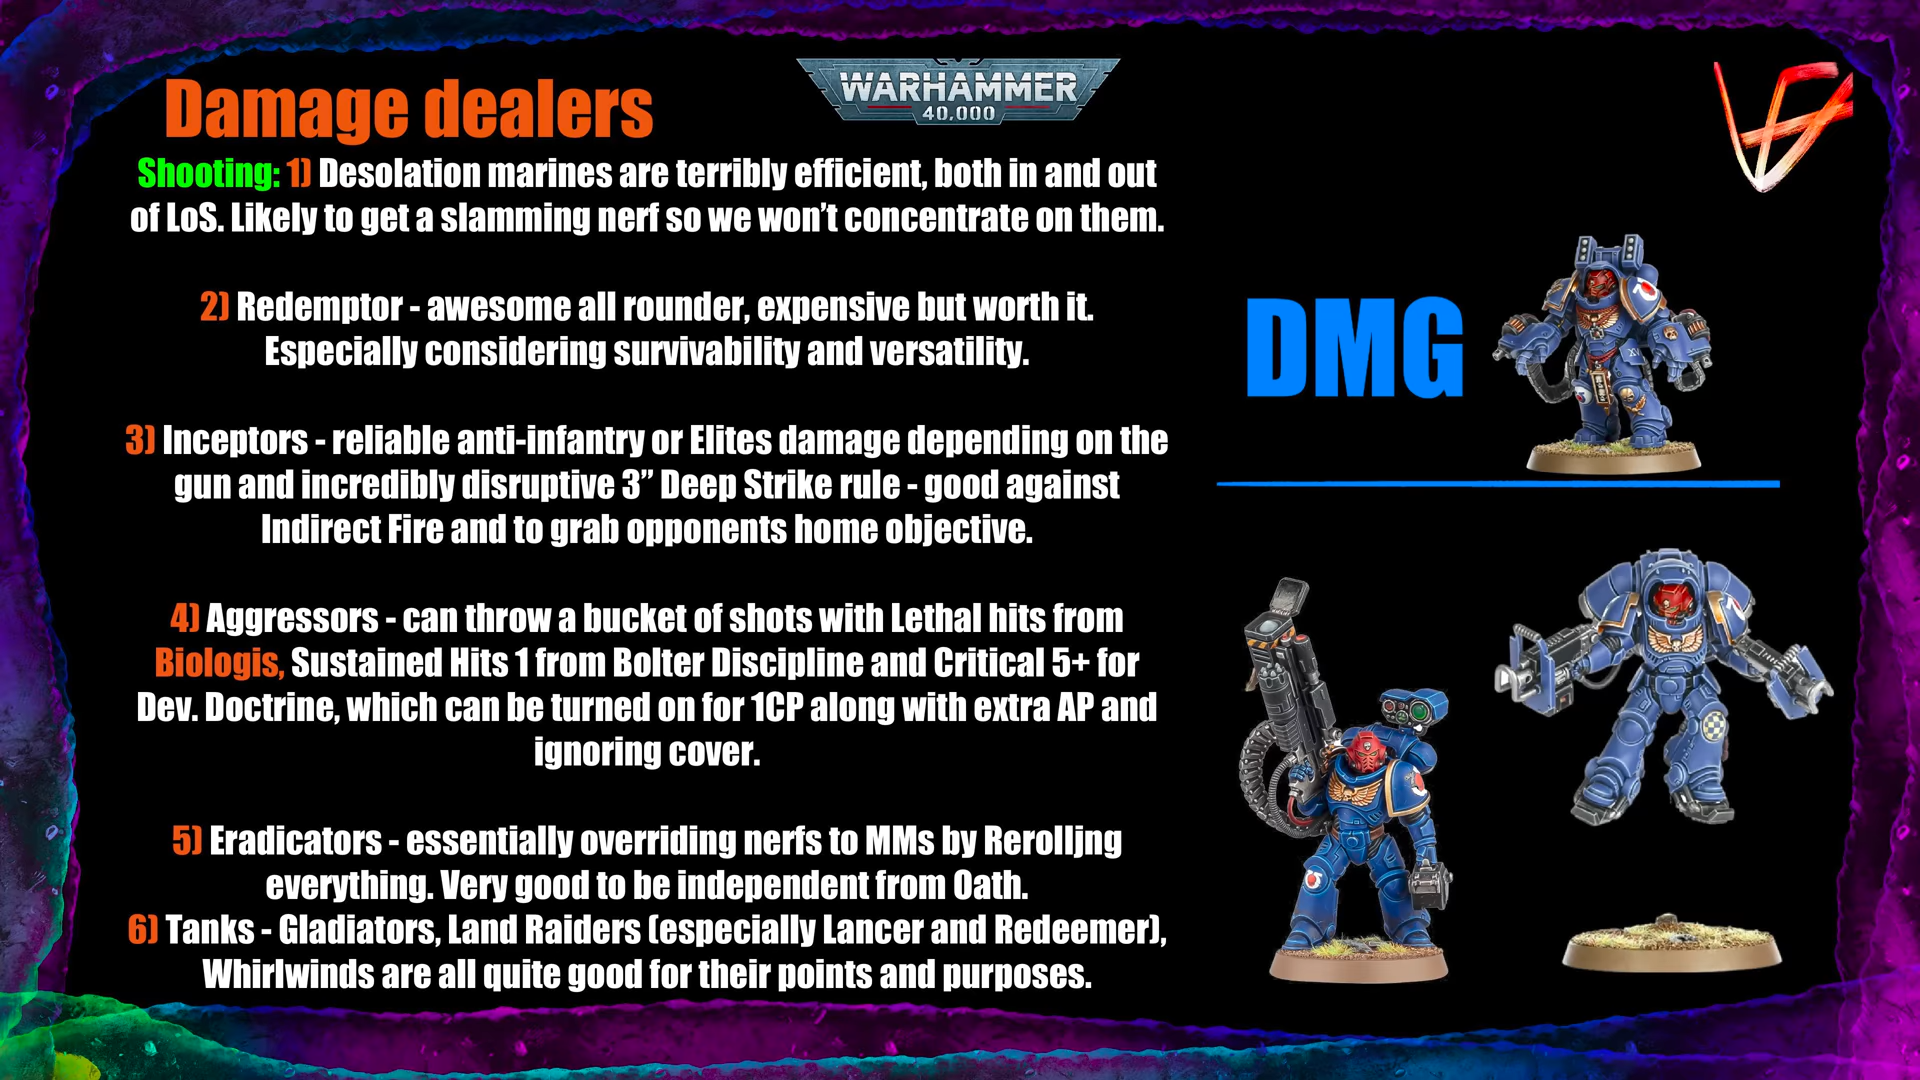 Damage dealers
WARHAMMER
40,000
Shooting: 1) Desolation marines are terribly efficient, both in and out
of LoS. Likely to get a slamming nerf so we won’t concentrate on them.
2) Redemptor - awesome all rounder, expensive but worth it.
Especially considering survivability and versatility.
3) Inceptors - reliable anti-infantry or Elites damage depending on the
gun and incredibly disruptive 3” Deep Strike rule - good against
Indirect Fire and to grab opponents home objective.
4) Aggressors - can throw a bucket of shots with Lethal hits from
Biologis, Sustained Hits 1 from Bolter Discipline and Critical 5+ for
Dev. Doctrine, which can be turned on for 1CP along with extra AP and
ignoring cover.
5) Eradicators - essentially overriding nerfs to MMs by Rerolljng
everything. Very good to be independent from Oath.
6) Tanks - Gladiators, Land Raiders (especially Lancer and Redeemer),
Whirlwinds are all quite good for their points and purposes.
DMG